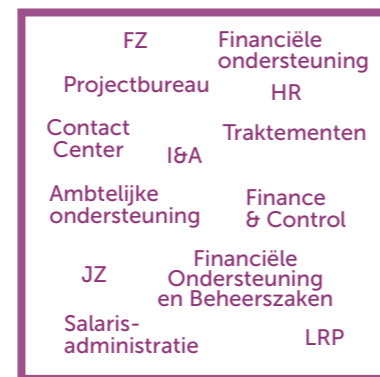 FZ
Financiële
ondersteuning
Projectbureau
HR
Contact
Center
I&A
Traktementen
Ambtelijke
ondersteuning
Finance
& Control
JZ
Financiële
Ondersteuning
en Beheerszaken
Salaris-
administratie
LRP